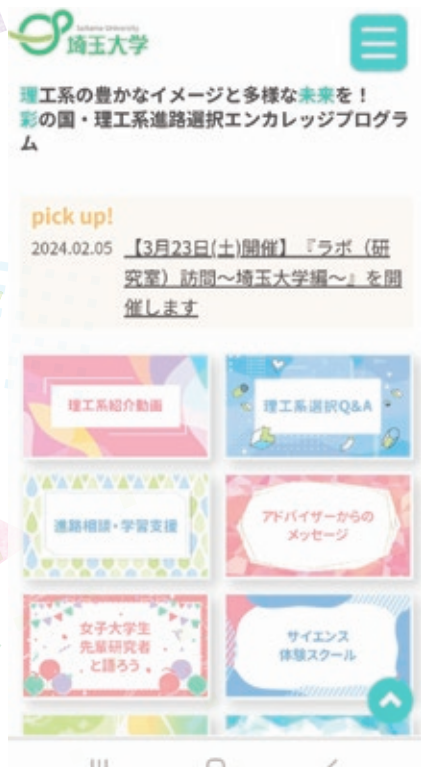 Saitama University
埼玉大学
理工系の豊かなイメージと多様な未来を！
彩の国・理工系進路選択エンカレッジプログラ
ム
pick up!
2024.02.05 【3月23日(土)開催】『ラボ（研
究室）訪問～埼玉大学編～』を開
催します
理工系紹介動画
理工系選択Q&A
進路相談・学習支援
アドバイザーからの
メッセージ
女子大学生
先輩研究者
と語ろう
サイエンス
体験スクール